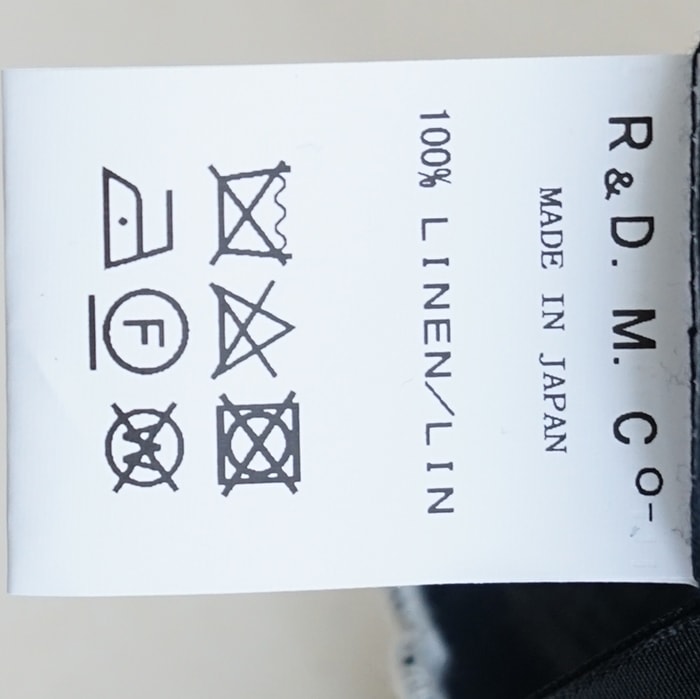 R&D. M. Cº-
MADE IN JAPAN
100% LINEN/LIN
F
W